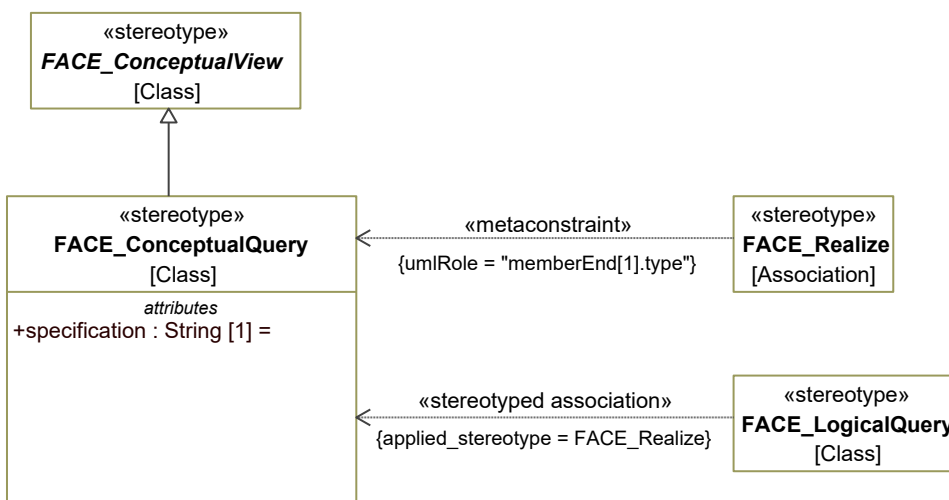 «stereotype»
FACE_ConceptualView
[Class]
«stereotype»
FACE_ConceptualQuery
[Class]
attributes
+specification : String [1] =
«metaconstraint»
{umlRole = "memberEnd[1].type"}
«stereotype»
FACE_Realize
[Association]
«stereotyped association»
{applied_stereotype = FACE_Realize}
«stereotype»
FACE_LogicalQuery
[Class]